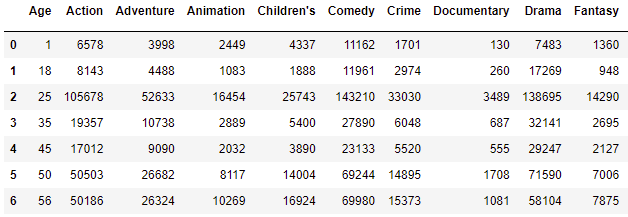 Age Action Adventure Animation Children's Comedy Crime Documentary Drama Fantasy
0 1 6578 3998 2449 4337 11162 1701 130 7483 1360
1 18 8143 4488 1083 1888 11961 2974 260 17269 948
2 25 105678 52633 16454 25743 143210 33030 3489 138695 14290
3 35 19357 10738 2889 5400 27890 6048 687 32141 2695
4 45 17012 9090 2032 3890 23133 5520 555 29247 2127
5 50 50503 26682 8117 14004 69244 14895 1708 71590 7006
6 56 50186 26324 10269 16924 69980 15373 1081 58104 7875